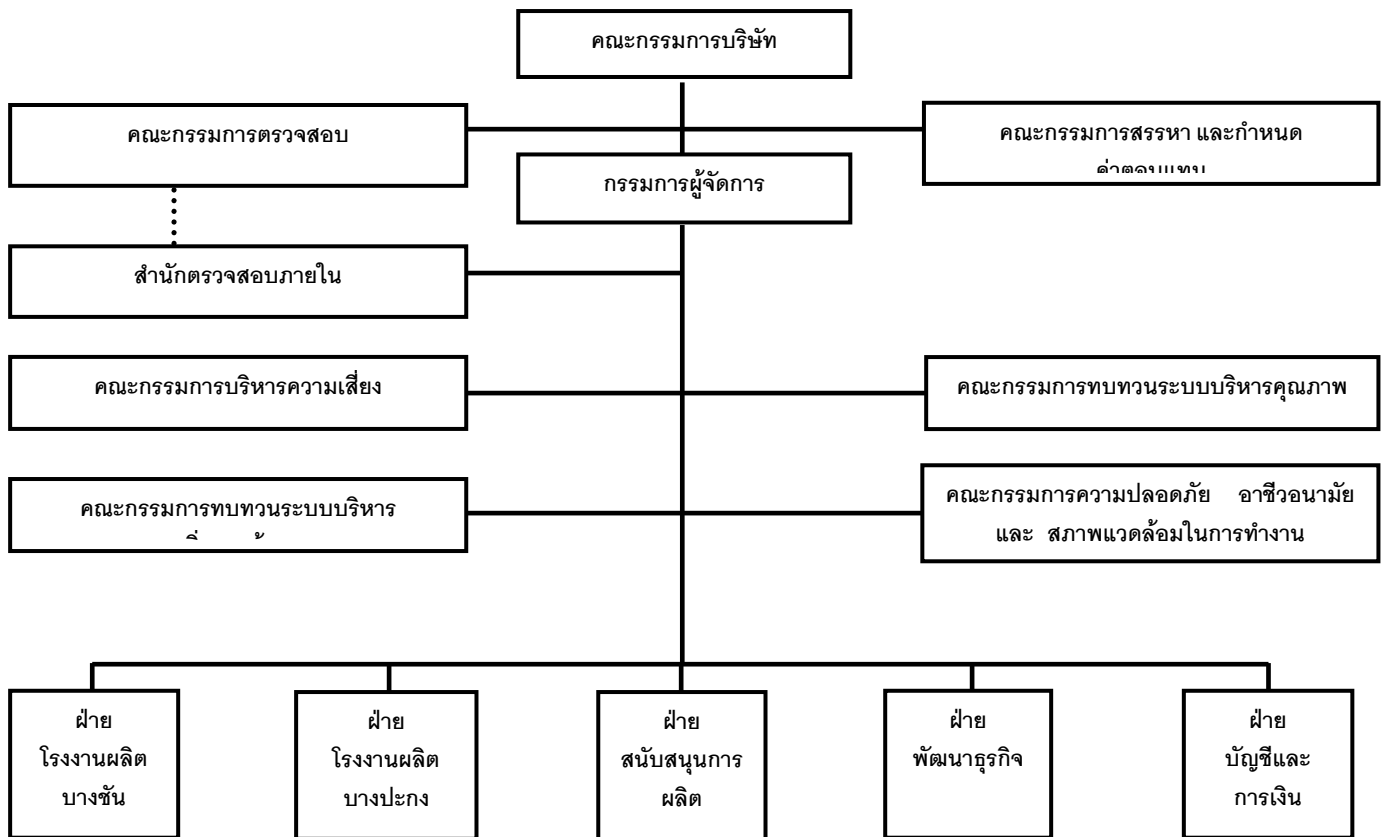 คณะกรรมการบริษัท
คณะกรรมการตรวจสอบ
คณะกรรมการสรรหา และกำหนด
ค่าตอบแทน
กรรมการผู้จัดการ
สำนักตรวจสอบภายใน
คณะกรรมการบริหารความเสี่ยง
คณะกรรมการทบทวนระบบบริหารคุณภาพ
คณะกรรมการทบทวนระบบบริหาร
คณะกรรมการความปลอดภัย อาชีวอนามัย
และ สภาพแวดล้อมในการทำงาน
ฝ่าย
โรงงานผลิต
บางชัน
ฝ่าย
โรงงานผลิต
บางปะกง
ฝ่าย
สนับสนุนการ
ผลิต
ฝ่าย
พัฒนาธุรกิจ
ฝ่าย
บัญชีและ
การเงิน